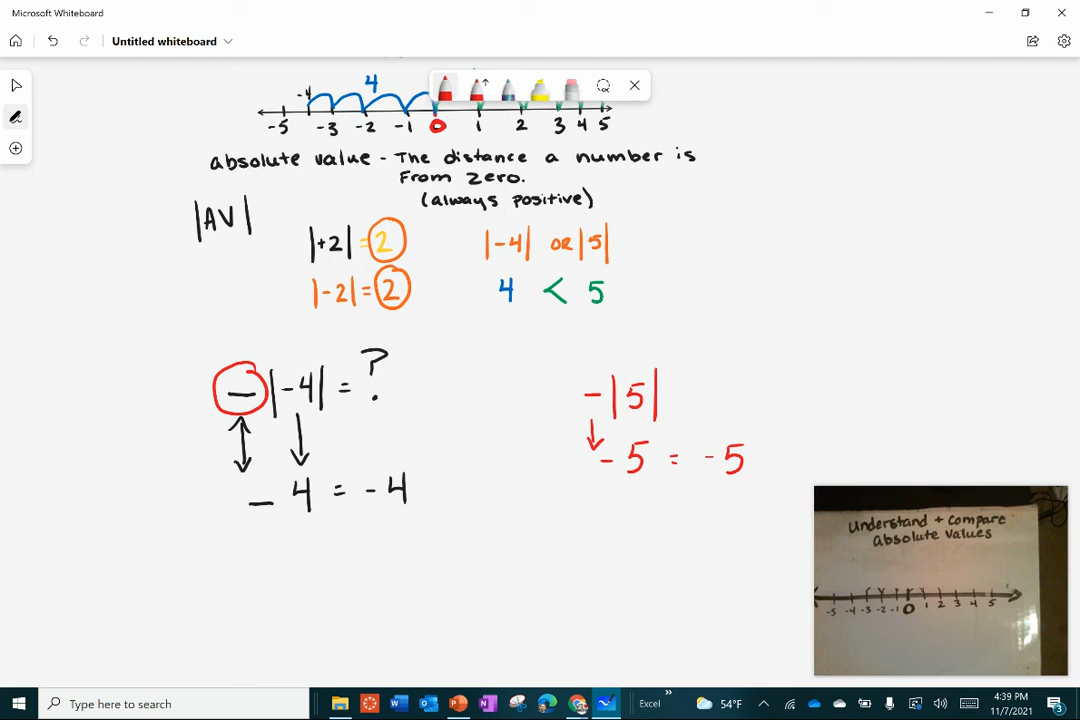 Microsoft Whiteboard
Untitled whiteboard
4
-4
-5 -3 -2 -1 0 1 2 3 4 5
absolute value - The distance a number is
From zero.
(always positive)
|AV|
|+2| = 2
|-4| OR |5|
|-2| = 2
4 < 5
- |-4| = ?
- 4 = -4
-|5|
- 5 = -5
Understand + Compare
absolute values
-5 -4 -3 -2 -1 0 1 2 3 4 5
Type here to search
Excel
54°F
4:39 PM
11/7/2021
3